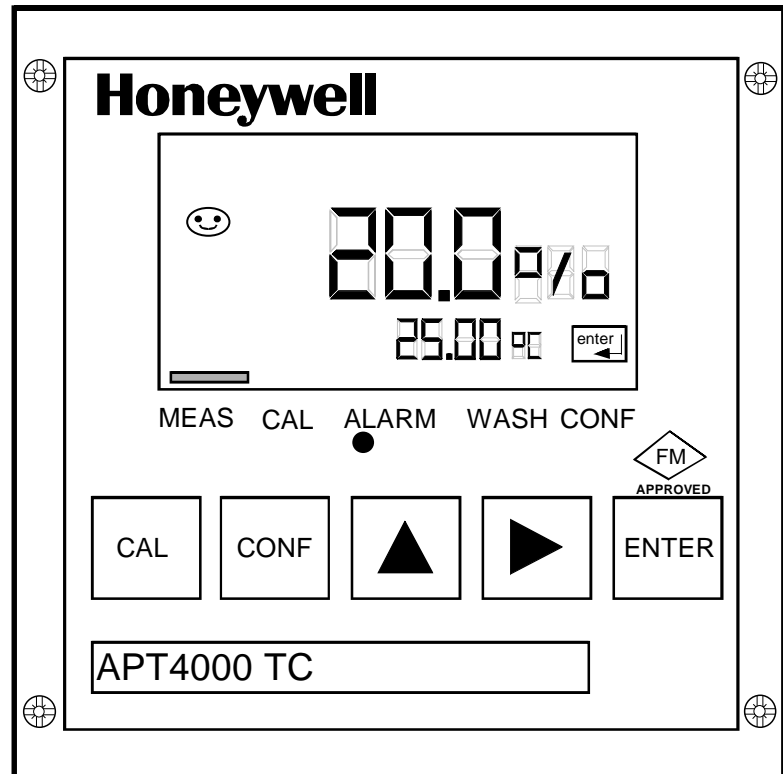 Honeywell
20.0%
25.00 °C
enter
MEAS CAL ALARM WASH CONF
FM
APPROVED
CAL CONF ENTER
APT4000 TC